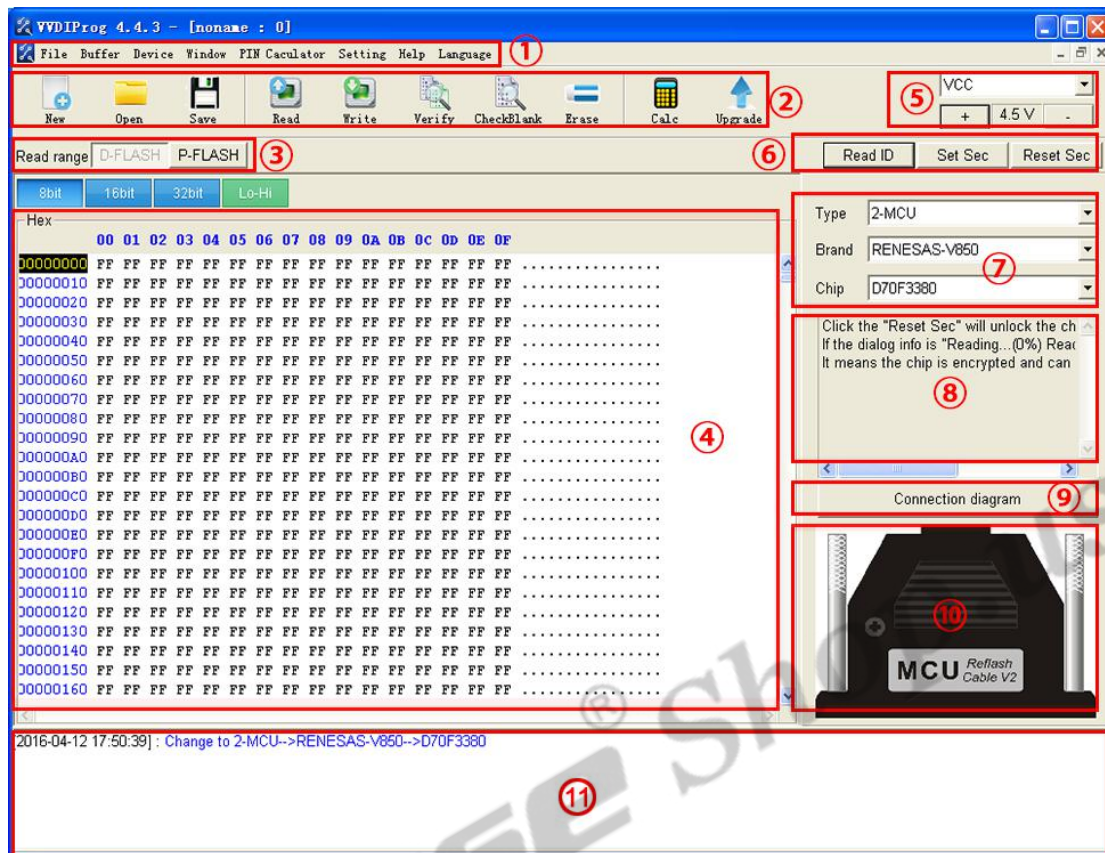 VVDIProg 4.4.3 - [noname : 0]
File Buffer Device Window PIN Caculator Setting Help Language ①
New Open Save Read Write Verify CheckBlank Erase Calc Upgrade ②
⑤ VCC
+ 4.5 V -
Read range D-FLASH P-FLASH ③
⑥ Read ID Set Sec Reset Sec
8bit 16bit 32bit Lo-Hi
Hex
00 01 02 03 04 05 06 07 08 09 0A 0B 0C 0D 0E 0F
00000000 FF FF FF FF FF FF FF FF FF FF FF FF FF FF FF FF ................
00000010 FF FF FF FF FF FF FF FF FF FF FF FF FF FF FF FF ................
00000020 FF FF FF FF FF FF FF FF FF FF FF FF FF FF FF FF ................
00000030 FF FF FF FF FF FF FF FF FF FF FF FF FF FF FF FF ................
00000040 FF FF FF FF FF FF FF FF FF FF FF FF FF FF FF FF ................
00000050 FF FF FF FF FF FF FF FF FF FF FF FF FF FF FF FF ................
00000060 FF FF FF FF FF FF FF FF FF FF FF FF FF FF FF FF ................
00000070 FF FF FF FF FF FF FF FF FF FF FF FF FF FF FF FF ................
00000080 FF FF FF FF FF FF FF FF FF FF FF FF FF FF FF FF ................
00000090 FF FF FF FF FF FF FF FF FF FF FF FF FF FF FF FF ................
000000A0 FF FF FF FF FF FF FF FF FF FF FF FF FF FF FF FF ................
000000B0 FF FF FF FF FF FF FF FF FF FF FF FF FF FF FF FF ................
000000C0 FF FF FF FF FF FF FF FF FF FF FF FF FF FF FF FF ................
000000D0 FF FF FF FF FF FF FF FF FF FF FF FF FF FF FF FF ................
000000E0 FF FF FF FF FF FF FF FF FF FF FF FF FF FF FF FF ................
000000F0 FF FF FF FF FF FF FF FF FF FF FF FF FF FF FF FF ................
00000100 FF FF FF FF FF FF FF FF FF FF FF FF FF FF FF FF ................
00000110 FF FF FF FF FF FF FF FF FF FF FF FF FF FF FF FF ................
00000120 FF FF FF FF FF FF FF FF FF FF FF FF FF FF FF FF ................
00000130 FF FF FF FF FF FF FF FF FF FF FF FF FF FF FF FF ................
00000140 FF FF FF FF FF FF FF FF FF FF FF FF FF FF FF FF ................
00000150 FF FF FF FF FF FF FF FF FF FF FF FF FF FF FF FF ................
00000160 FF FF FF FF FF FF FF FF FF FF FF FF FF FF FF FF ................
④
Type 2-MCU
Brand RENESAS-V850
⑦
Chip D70F3380
Click the "Reset Sec" will unlock the ch
If the dialog info is "Reading...(0%) Read
It means the chip is encrypted and can
⑧
Connection diagram ⑨
⑩
MCU Reflash
Cable V2
[2016-04-12 17:50:39] : Change to 2-MCU-->RENESAS-V850-->D70F3380
⑪
® Shop